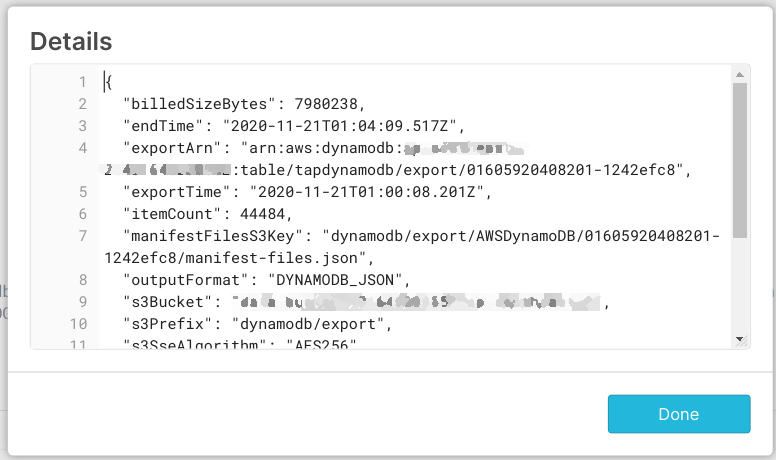 Details
1 {
2 "billedSizeBytes": 7980238,
3 "endTime": "2020-11-21T01:04:09.517Z",
4 "exportArn": "arn:aws:dynamodb:
:table/tapdynamodb/export/01605920408201-1242efc8",
5 "exportTime": "2020-11-21T01:00:08.201Z",
6 "itemCount": 44484,
7 "manifestFilesS3Key": "dynamodb/export/AWSDynamoDB/01605920408201-
1242efc8/manifest-files.json",
8 "outputFormat": "DYNAMODB_JSON",
9 "s3Bucket": " ,
10 "s3Prefix": "dynamodb/export",
11 "s3SseAlgorithm": "AES256"
Done